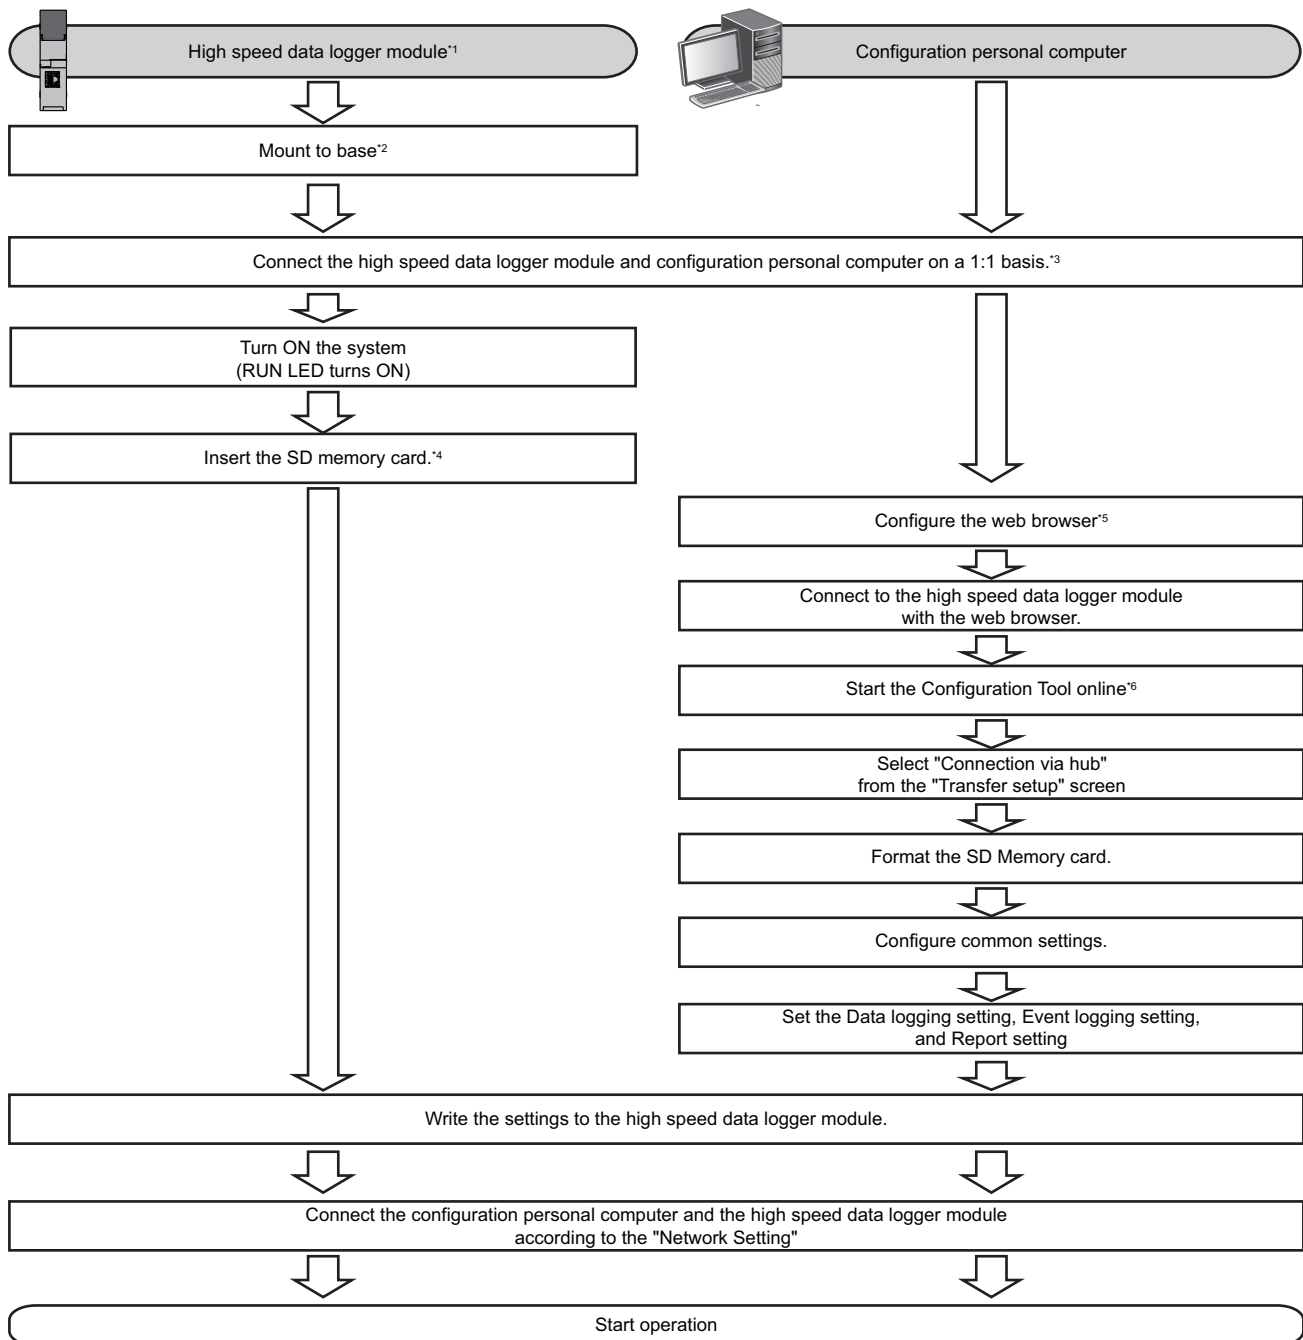 High speed data logger module*1
Configuration personal computer
Mount to base*2
Connect the high speed data logger module and configuration personal computer on a 1:1 basis.*3
Turn ON the system
(RUN LED turns ON)
Insert the SD memory card.*4
Configure the web browser*5
Connect to the high speed data logger module
with the web browser.
Start the Configuration Tool online*6
Select "Connection via hub"
from the "Transfer setup" screen
Format the SD Memory card.
Configure common settings.
Set the Data logging setting, Event logging setting,
and Report setting
Write the settings to the high speed data logger module.
Connect the configuration personal computer and the high speed data logger module
according to the "Network Setting"
Start operation